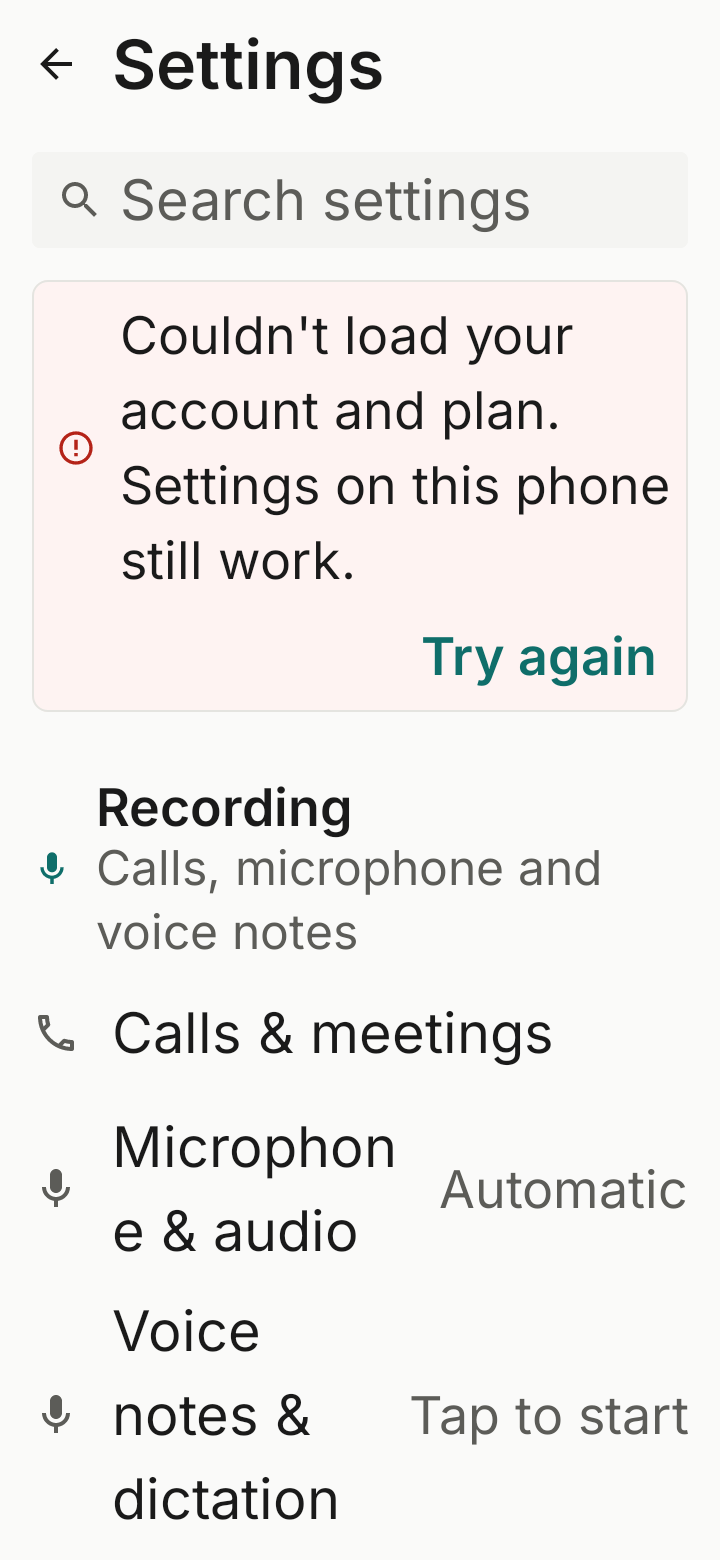 Settings
Search settings
Couldn't load your
account and plan.
Settings on this phone
still work.
Try again
Recording
Calls, microphone and
voice notes
Calls & meetings
Microphon
e & audio
Automatic
Voice
notes &
dictation
Tap to start